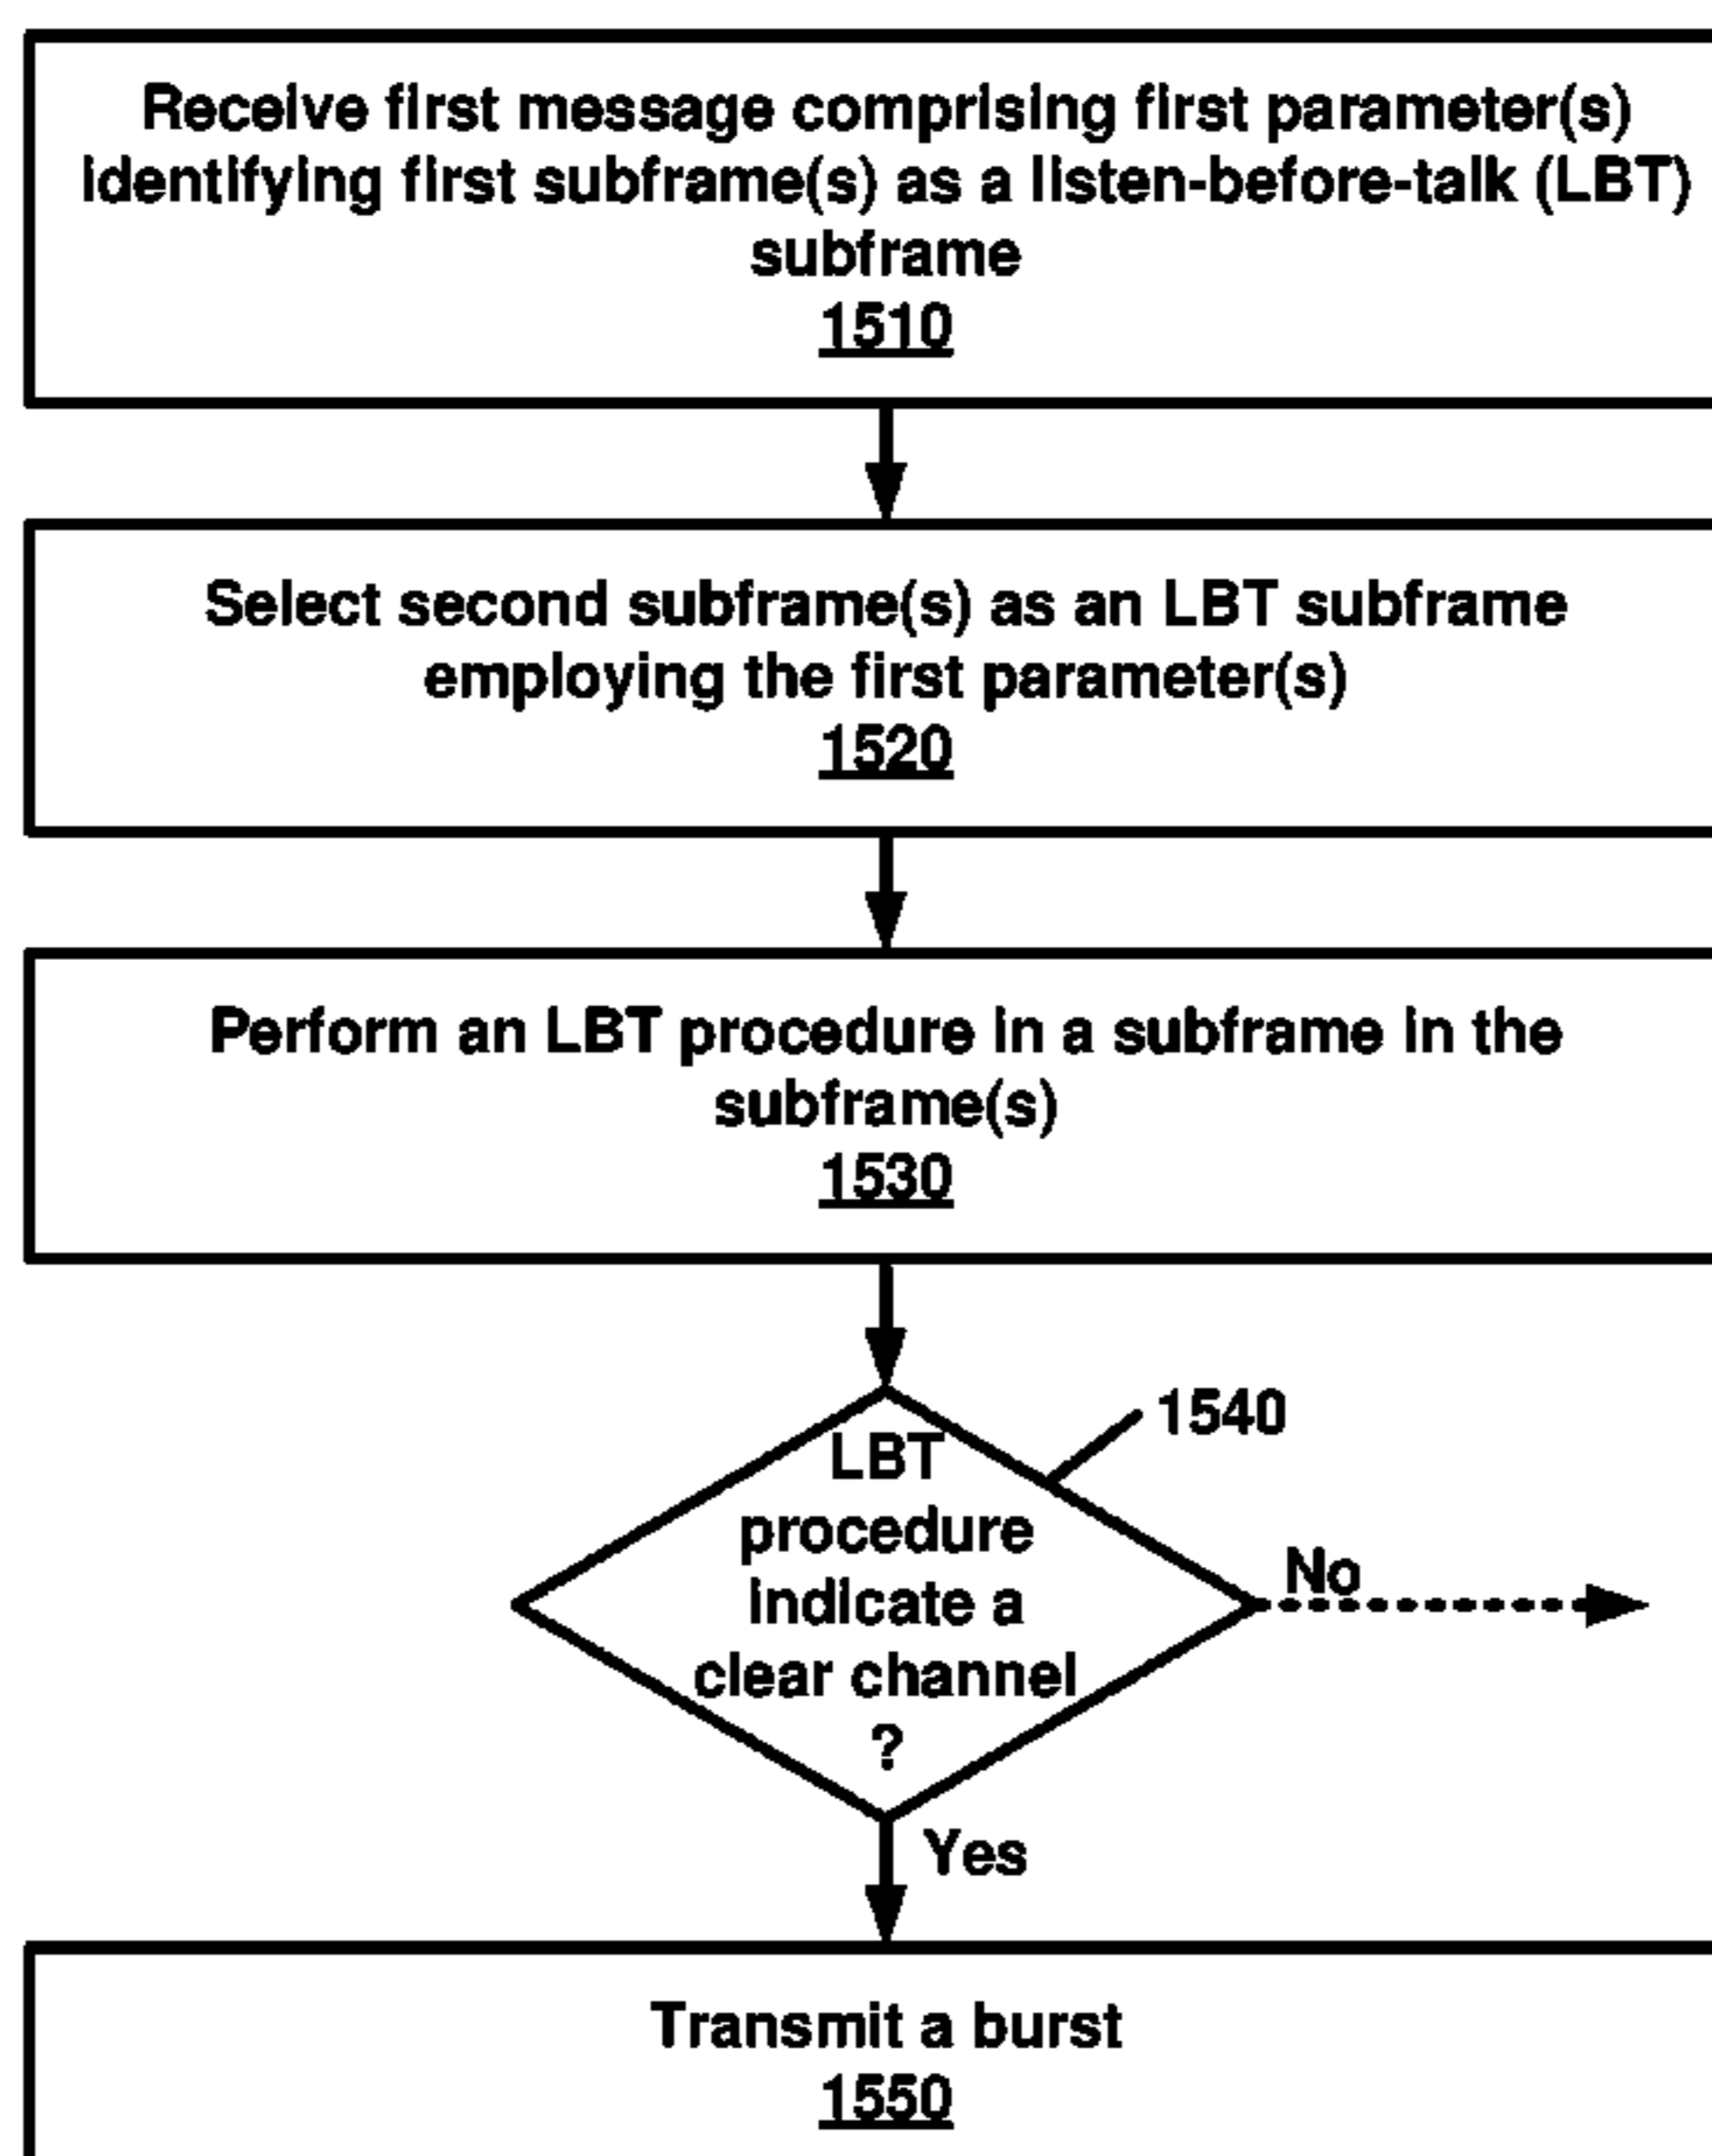 Receive first message comprising first parameter(s)
identifying first subframe(s) as a listen-before-talk (LBT)
subframe
1510
Select second subframe(s) as an LBT subframe
employing the first parameter(s)
1520
Perform an LBT procedure in a subframe in the
subframe(s)
1530
1540
LBT
procedure
indicate a
clear channel
?
No
Yes
Transmit a burst
1550